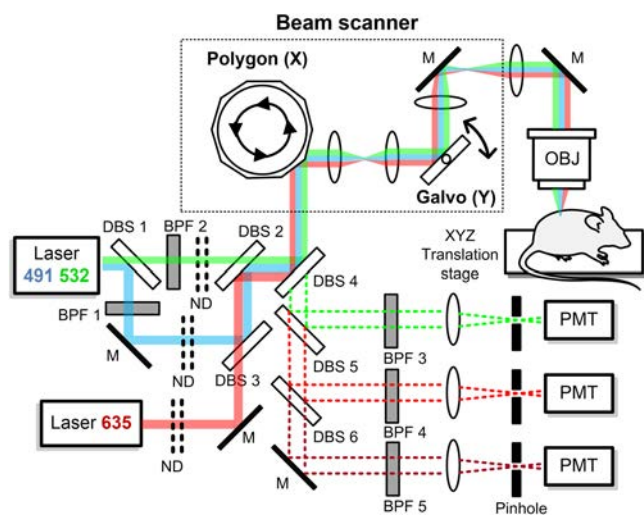 Beam scanner
Polygon (X)
M
M
Galvo (Y)
OBJ
DBS 1
BPF 2
DBS 2
Laser
491 532
ND
BPF 1
M
ND
DBS 3
Laser 635
ND
M
DBS 4
DBS 5
DBS 6
M
XYZ
Translation
stage
BPF 3
PMT
BPF 4
PMT
BPF 5
PMT
Pinhole